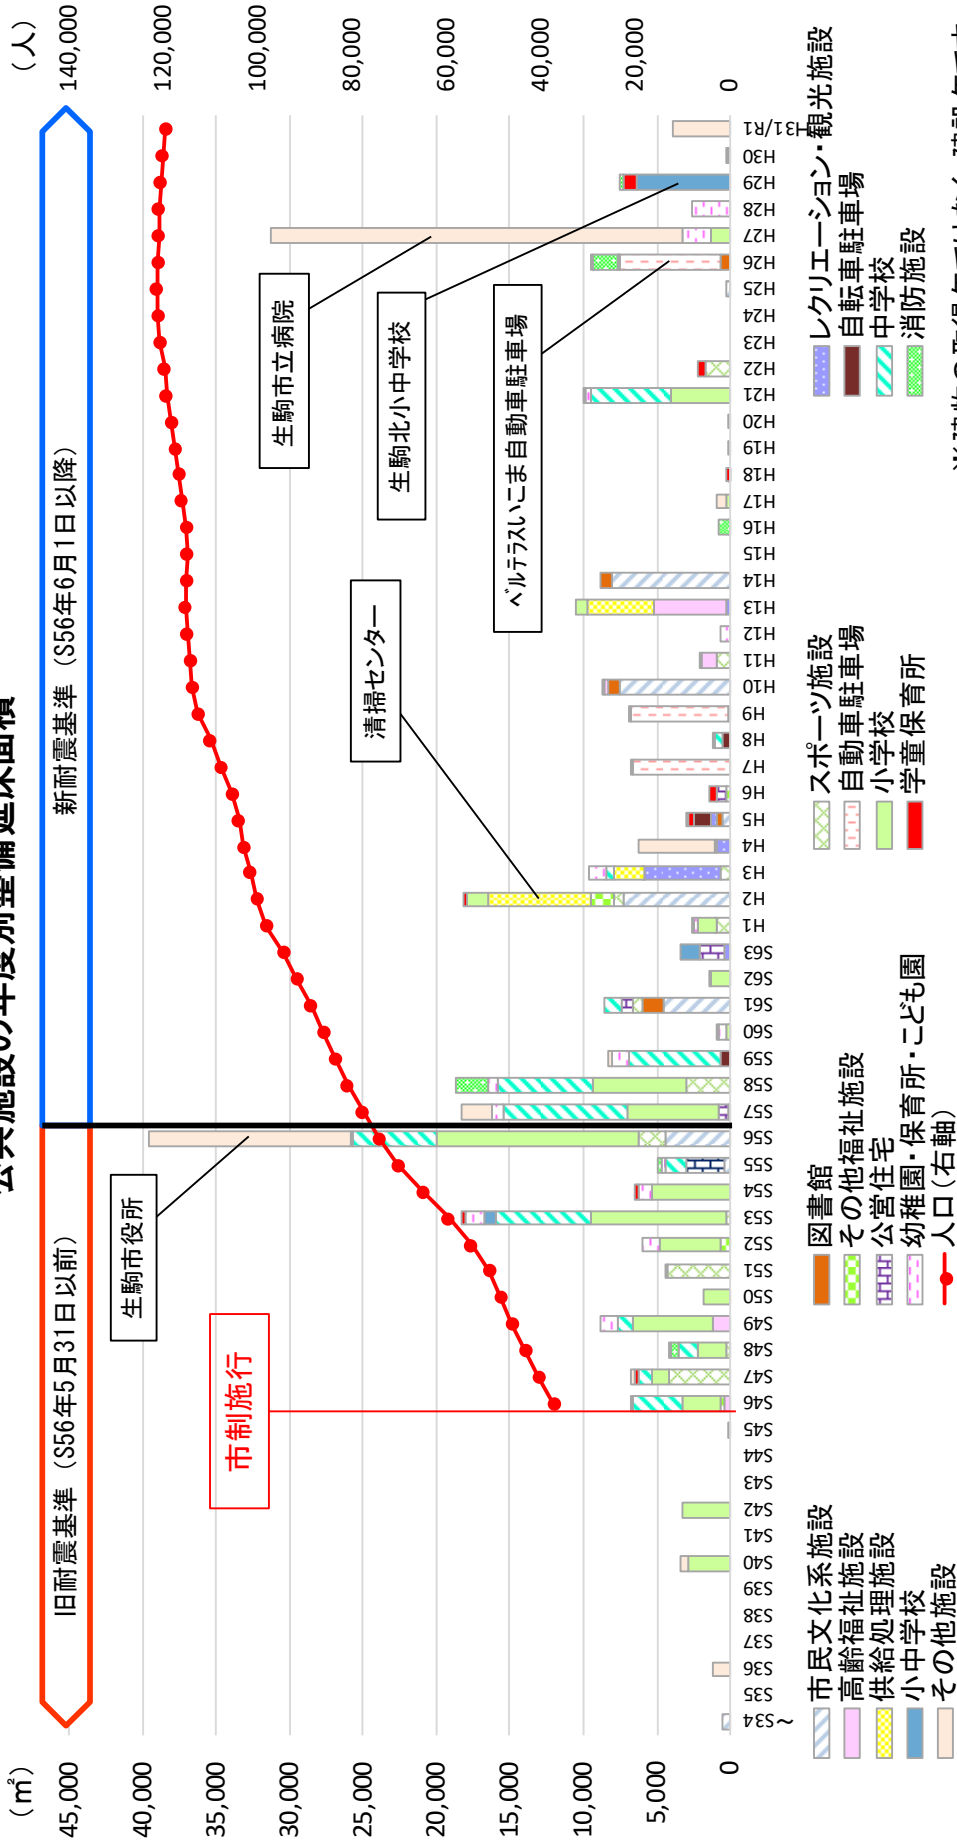 公共施設の年度別整備延床面積
（㎡）
（人）
旧耐震基準（S56年5月31日以前）
新耐震基準（S56年6月1日以降）
45,000
40,000
35,000
30,000
25,000
20,000
15,000
10,000
5,000
0
140,000
120,000
100,000
80,000
60,000
40,000
20,000
0
市制施行
生駒市役所
清掃センター
ベルテラスいこま自動車駐車場
生駒北小中学校
生駒市立病院
～S34
S35
S36
S37
S38
S39
S40
S41
S42
S43
S44
S45
S46
S47
S48
S49
S50
S51
S52
S53
S54
S55
S56
S57
S58
S59
S60
S61
S62
S63
H1
H2
H3
H4
H5
H6
H7
H8
H9
H10
H11
H12
H13
H14
H15
H16
H17
H18
H19
H20
H21
H22
H23
H24
H25
H26
H27
H28
H29
H30
H31/R1
市民文化系施設
図書館
スポーツ施設
レクリエーション・観光施設
高齢福祉施設
その他福祉施設
自動車駐車場
自転車駐車場
供給処理施設
公営住宅
小学校
中学校
小中学校
幼稚園・保育所・こども園
学童保育所
消防施設
その他施設
人口（右軸）